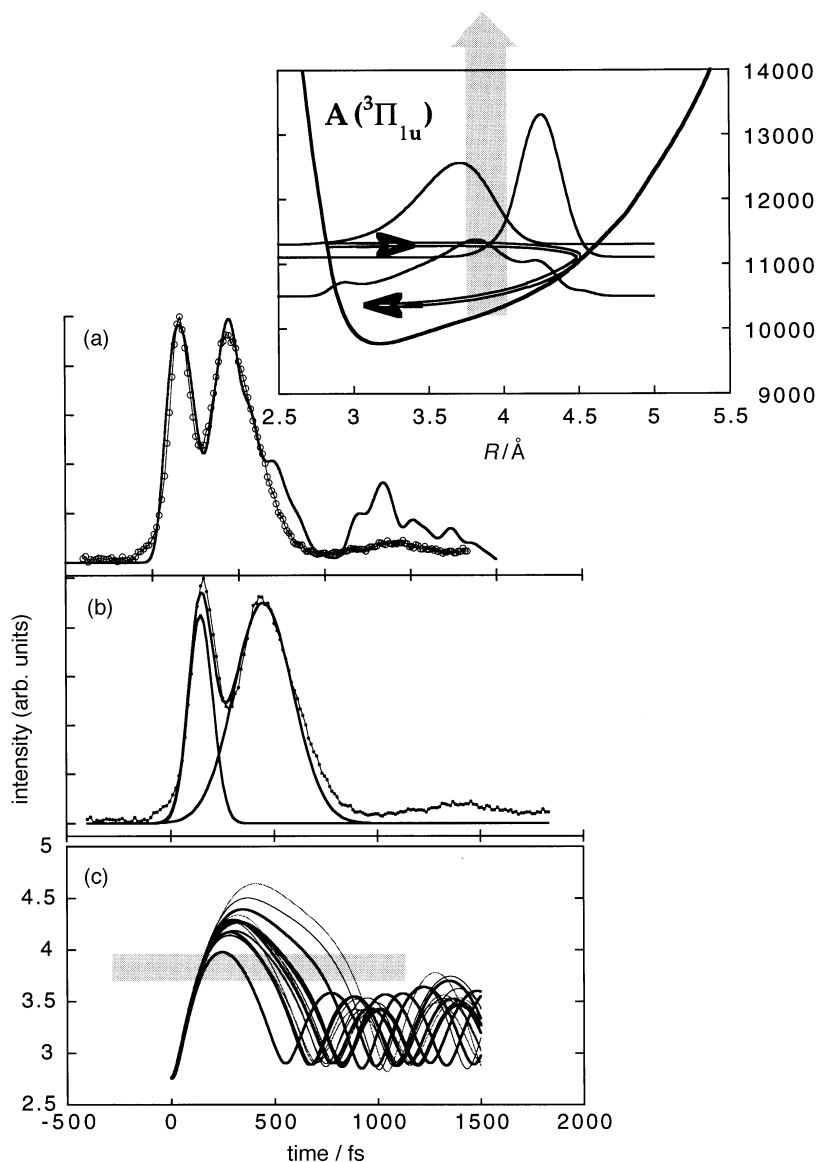 14000
A (³Π₁ᵤ)
13000
12000
11000
10000
9000
2.5 3 3.5 4 4.5 5 5.5
R/Å
(a)
(b)
intensity (arb. units)
(c)
5
4.5
4
3.5
3
2.5
-500 0 500 1000 1500 2000
time / fs